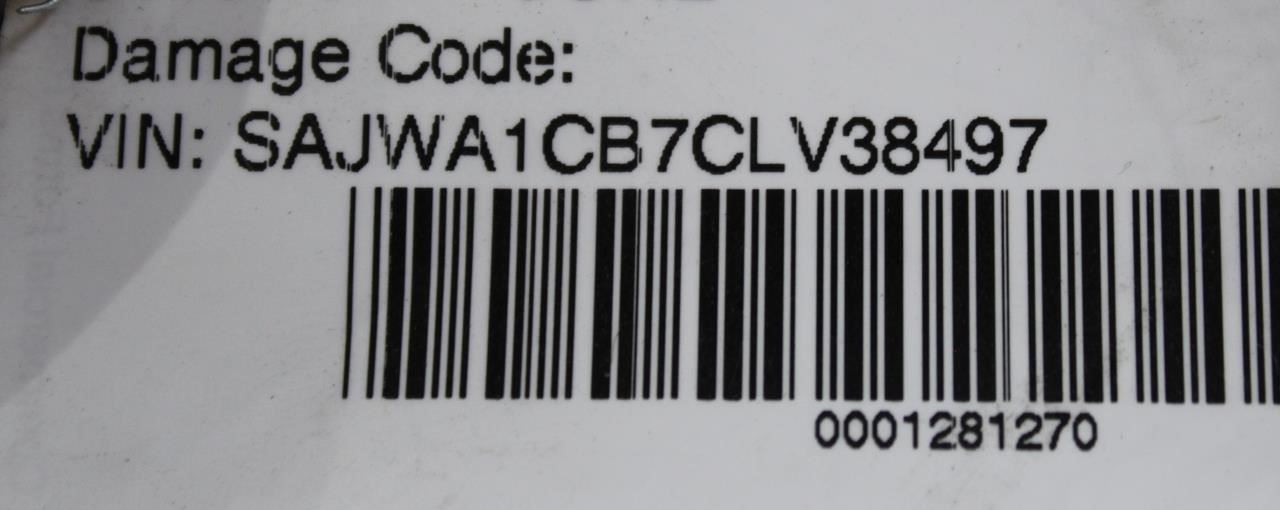 Damage Code:
VIN: SAJWA1CB7CLV38497
0001281270